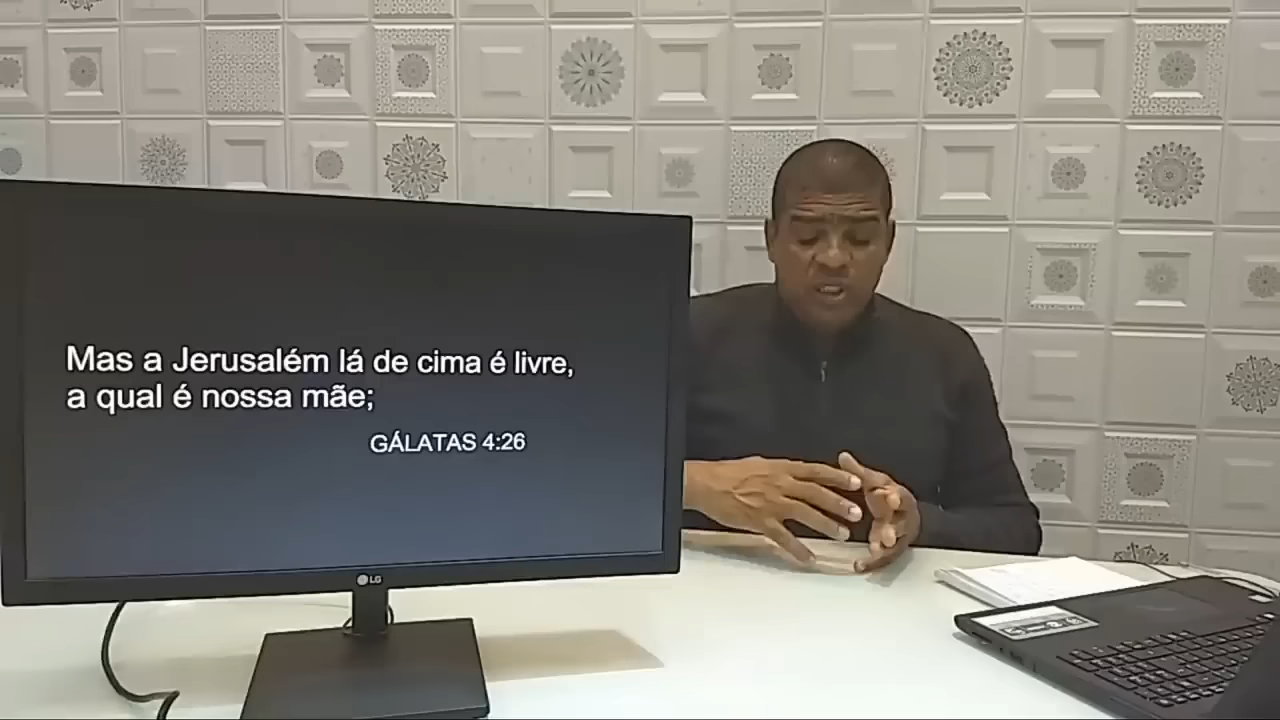 Mas a Jerusalém lá de cima é livre,
a qual é nossa mãe;
GÁLATAS 4:26
LG